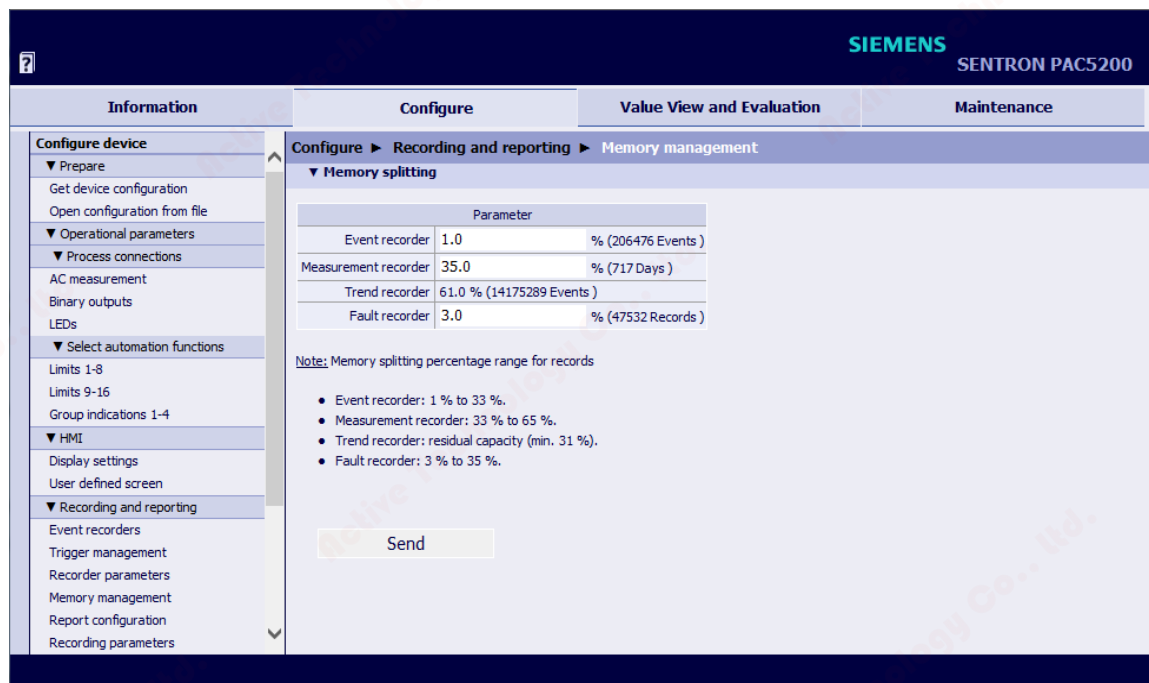 ?
SIEMENS
SENTRON PAC5200
Information
Configure
Value View and Evaluation
Maintenance
Configure device
▼ Prepare
Get device configuration
Open configuration from file
▼ Operational parameters
▼ Process connections
AC measurement
Binary outputs
LEDs
▼ Select automation functions
Limits 1-8
Limits 9-16
Group indications 1-4
▼ HMI
Display settings
User defined screen
▼ Recording and reporting
Event recorders
Trigger management
Recorder parameters
Memory management
Report configuration
Recording parameters
Configure ► Recording and reporting ► Memory management
▼ Memory splitting
Parameter
Event recorder 1.0 % (206476 Events )
Measurement recorder 35.0 % (717 Days )
Trend recorder 61.0 % (14175289 Events )
Fault recorder 3.0 % (47532 Records )
Note: Memory splitting percentage range for records
• Event recorder: 1 % to 33 %.
• Measurement recorder: 33 % to 65 %.
• Trend recorder: residual capacity (min. 31 %).
• Fault recorder: 3 % to 35 %.
Send